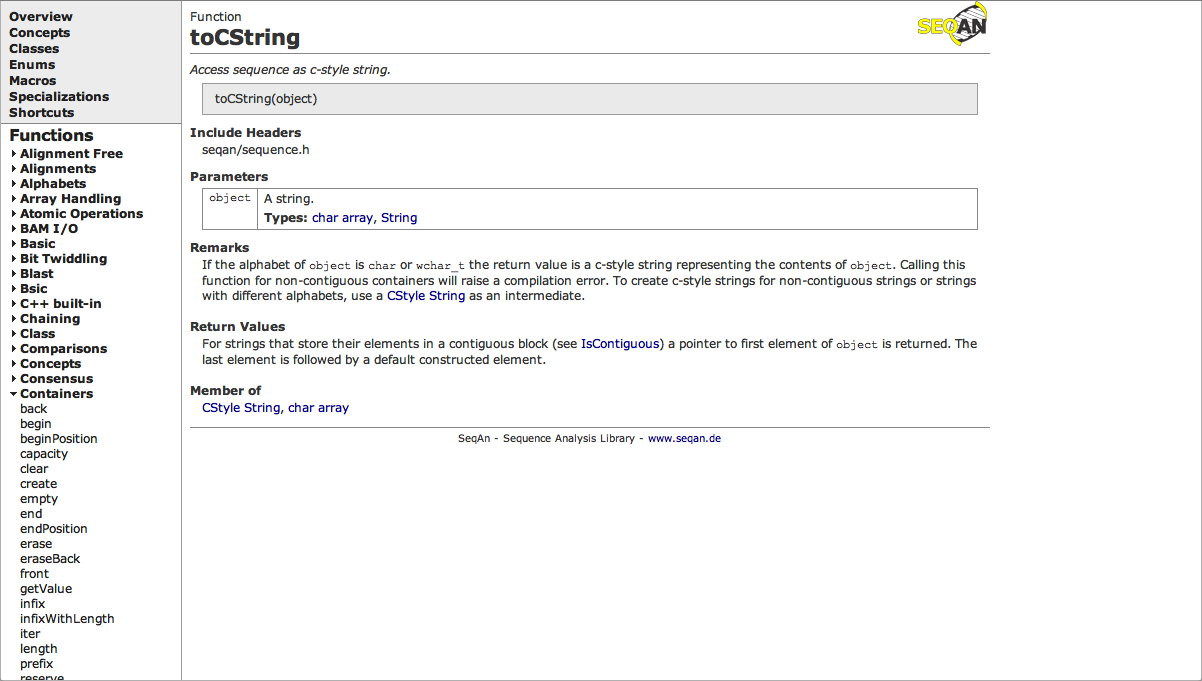 Overview
Concepts
Classes
Enums
Macros
Specializations
Shortcuts
Functions
Alignment Free
Alignments
Alphabets
Array Handling
Atomic Operations
BAM I/O
Basic
Bit Twiddling
Blast
Bsic
C++ built-in
Chaining
Class
Comparisons
Concepts
Consensus
Containers
back
begin
beginPosition
capacity
clear
create
empty
end
endPosition
erase
eraseBack
front
getValue
infix
infixWithLength
iter
length
prefix
reserve
Function
toCString
SEQAN
Access sequence as c-style string.
toCString(object)
Include Headers
seqan/sequence.h
Parameters
object A string.
Types: char array, String
Remarks
If the alphabet of object is char or wchar_t the return value is a c-style string representing the contents of object. Calling this
function for non-contiguous containers will raise a compilation error. To create c-style strings for non-contiguous strings or strings
with different alphabets, use a CStyle String as an intermediate.
Return Values
For strings that store their elements in a contiguous block (see IsContiguous) a pointer to first element of object is returned. The
last element is followed by a default constructed element.
Member of
CStyle String, char array
SeqAn - Sequence Analysis Library - www.seqan.de